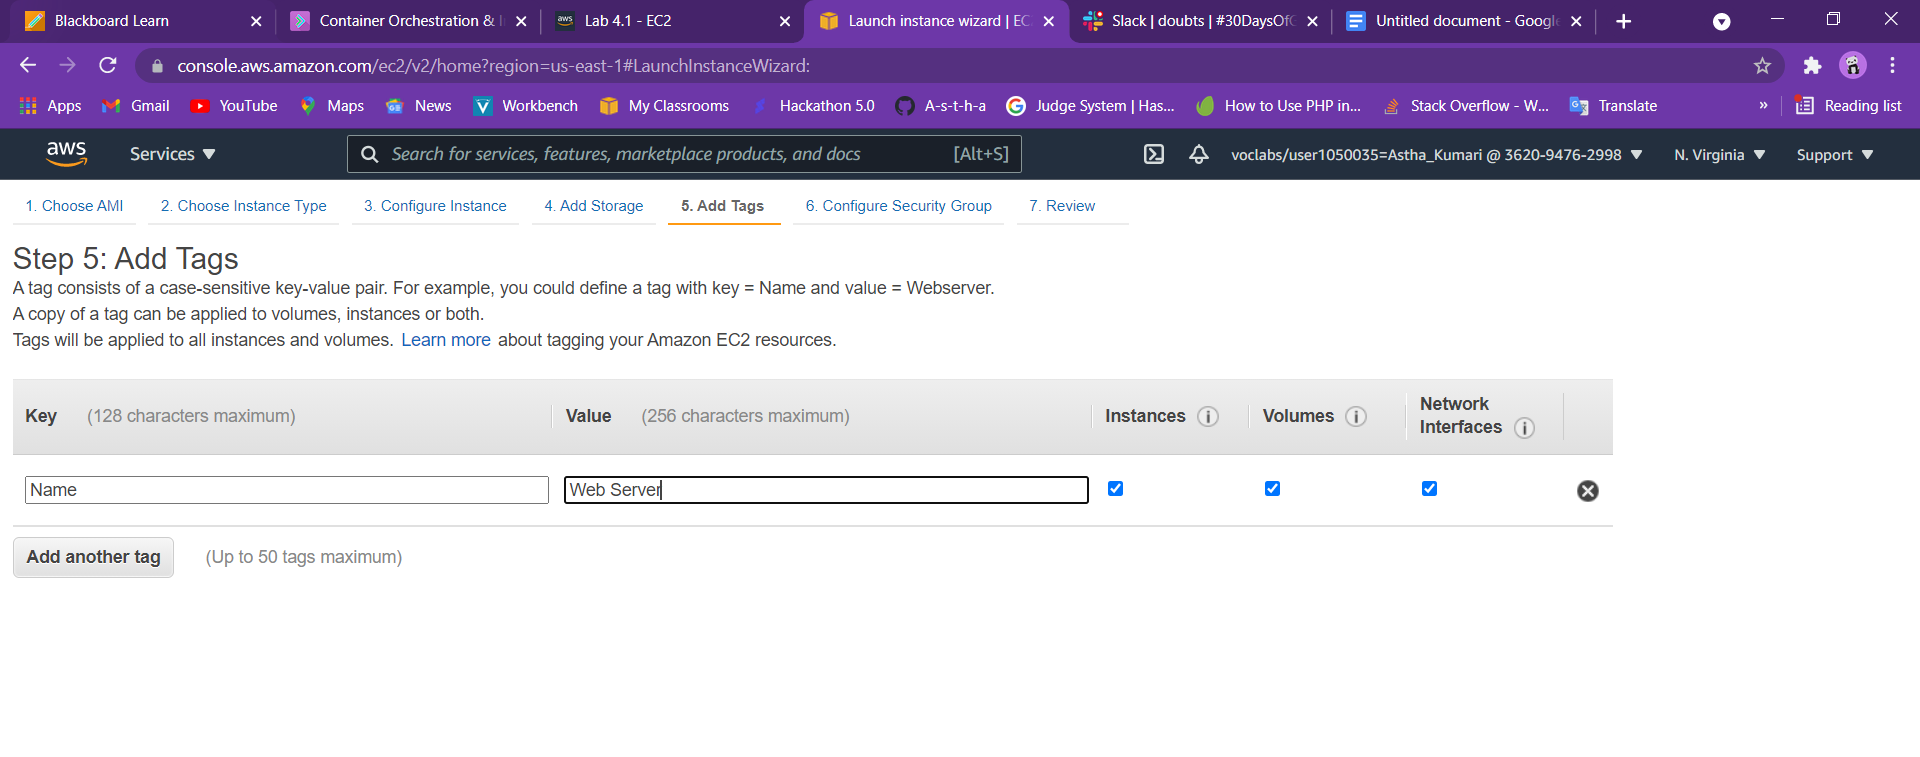 Blackboard Learn
Container Orchestration &
Lab 4.1 - EC2
Launch instance wizard | EC
Slack | doubts | #30DaysOf
Untitled document - Google
console.aws.amazon.com/ec2/v2/home?region=us-east-1#LaunchInstanceWizard:
Apps
Gmail
YouTube
Maps
News
Workbench
My Classrooms
Hackathon 5.0
A-s-t-h-a
Judge System | Has...
How to Use PHP in...
Stack Overflow - W...
Translate
»
Reading list
aws
Services
Search for services, features, marketplace products, and docs
[Alt+S]
voclabs/user1050035=Astha_Kumari @ 3620-9476-2998
N. Virginia
Support
1. Choose AMI
2. Choose Instance Type
3. Configure Instance
4. Add Storage
5. Add Tags
6. Configure Security Group
7. Review
Step 5: Add Tags
A tag consists of a case-sensitive key-value pair. For example, you could define a tag with key = Name and value = Webserver.
A copy of a tag can be applied to volumes, instances or both.
Tags will be applied to all instances and volumes. Learn more about tagging your Amazon EC2 resources.
Key (128 characters maximum)
Value (256 characters maximum)
Instances
Volumes
Network
Interfaces
Name
Web Server
Add another tag
(Up to 50 tags maximum)